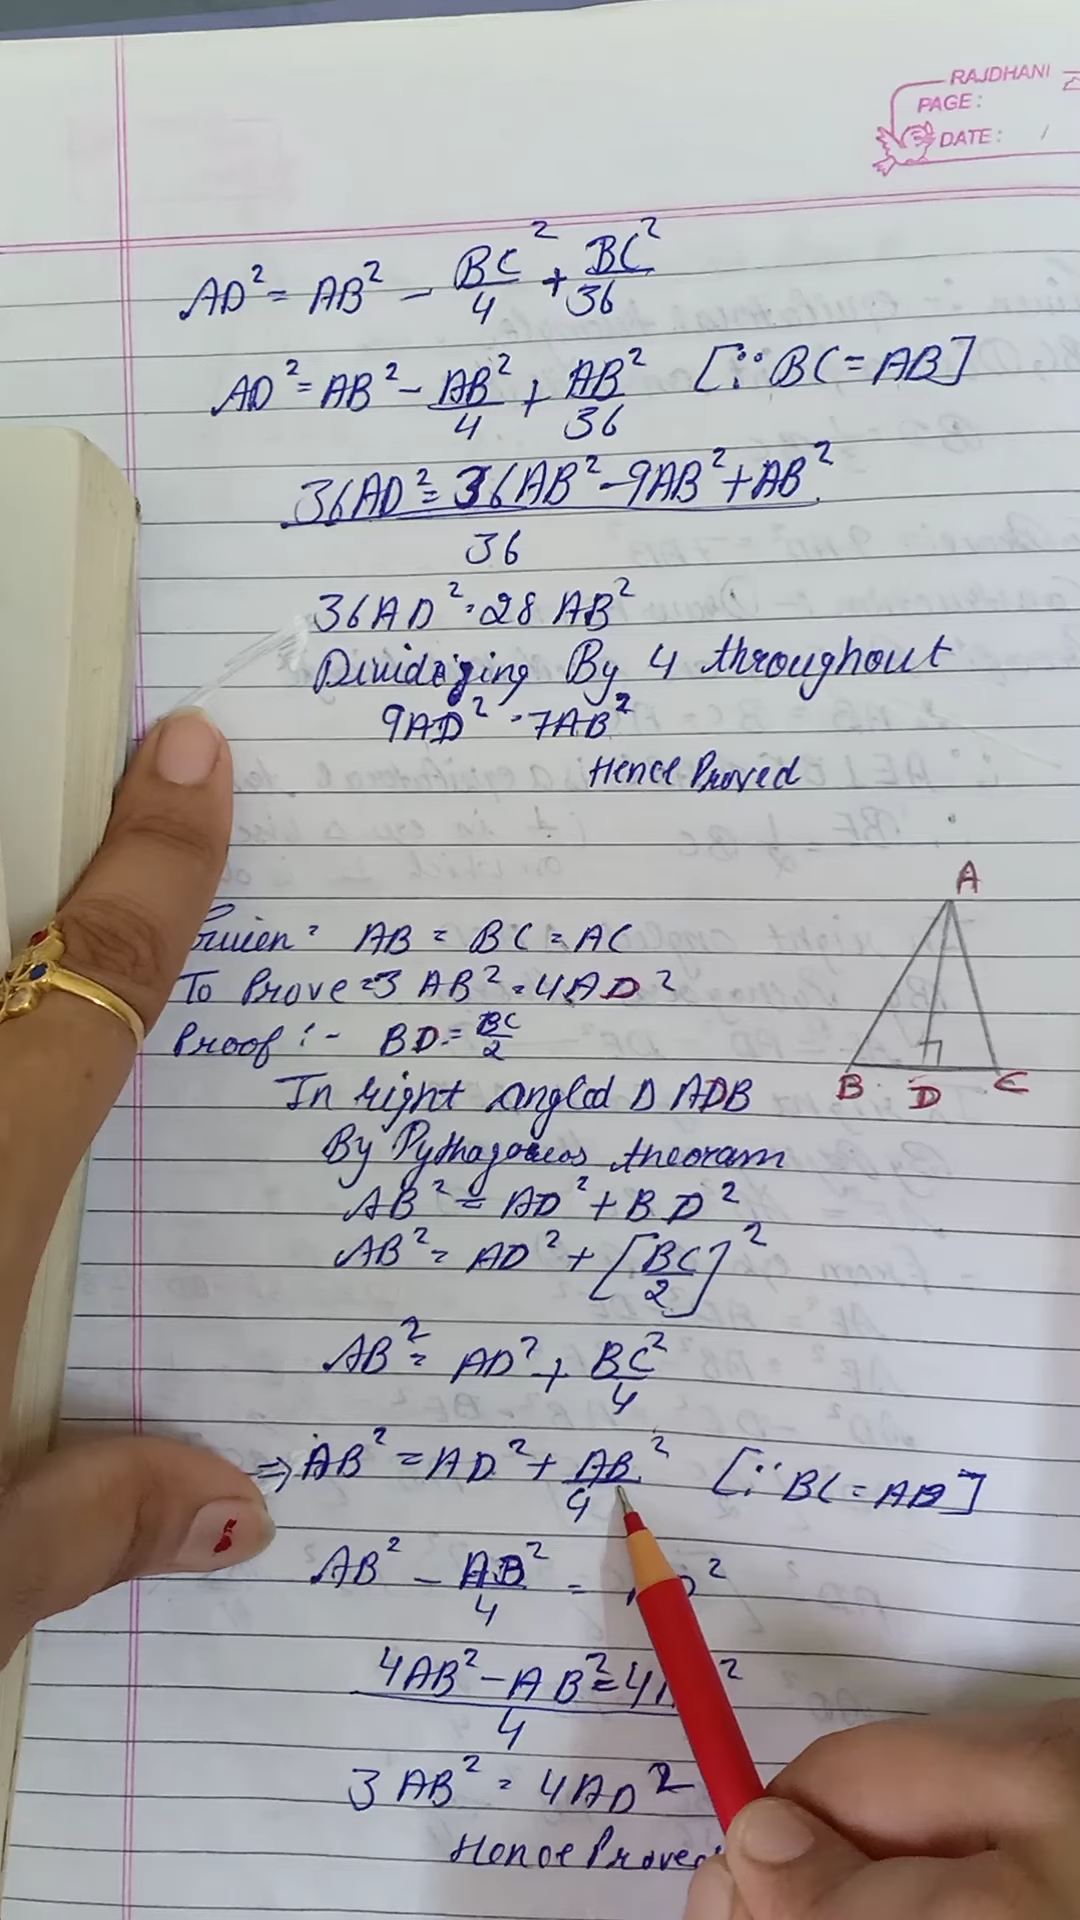 RAJDHANI
PAGE:
DATE: /
AD² = AB² - BC²/4 + BC²/36
AD² = AB² - AB²/4 + AB²/36 [∵ BC = AB]
36AD² = 36AB² - 9AB² + AB²
36
36AD² = 28 AB²
By 4 throughout
9AD² = 7AB²
Hence Proved
A
B D C
AB = BC = AC
To Prove = 3 AB² = 4AD²
Proof :- BD = BC/2
In right angled Δ ADB
By Pythagoreas theoram
AB² = AD² + BD²
AB² = AD² + [BC/2]²
AB² = AD² + BC²/4
⇒ AB² = AD² + AB²/4 [∵ BC = AB]
AB² - AB²/4 =
4AB² - AB² = 4
4
3 AB² = 4AD²
Hence